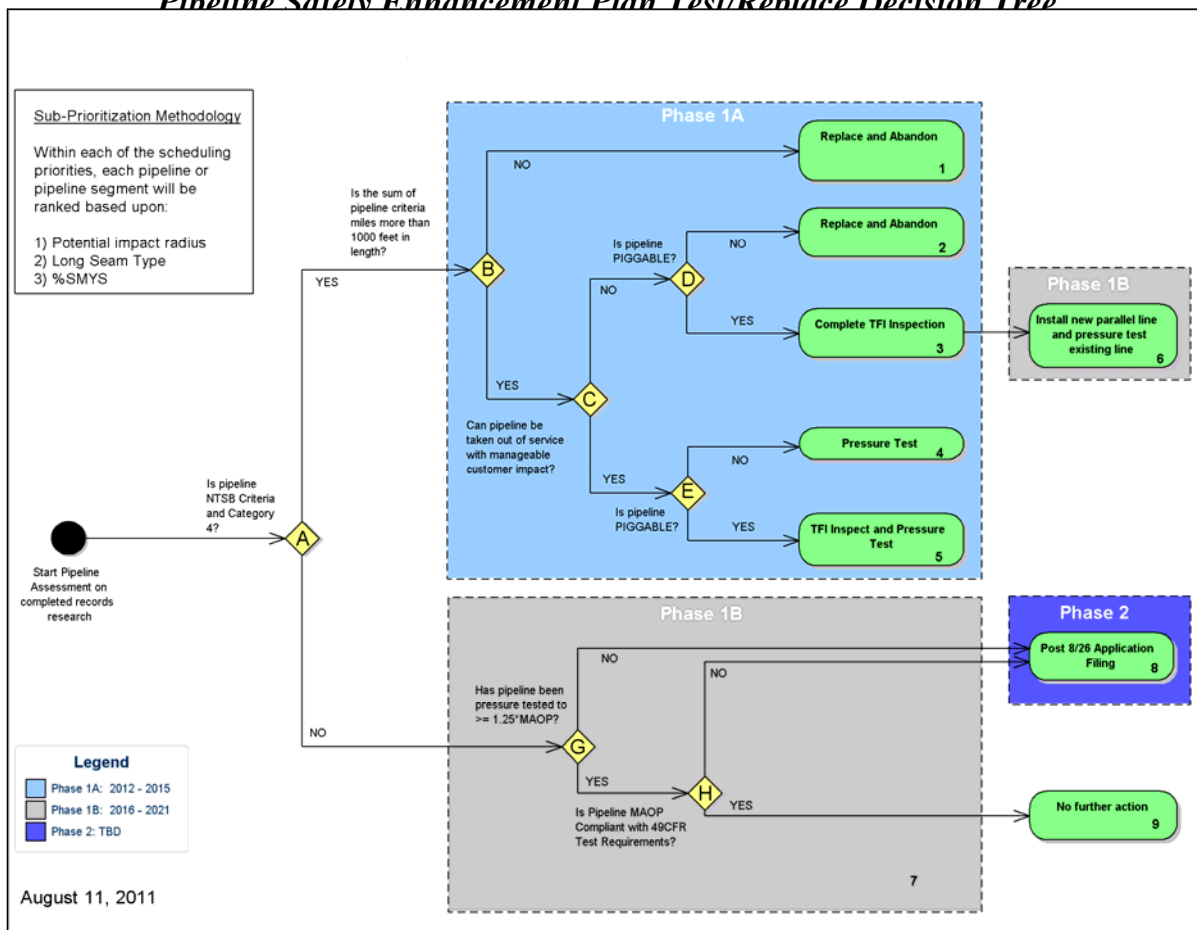 Pipeline Safety Enhancement Plan Test/Replace Decision Tree
Sub-Prioritization Methodology
Within each of the scheduling
priorities, each pipeline or
pipeline segment will be
ranked based upon:
1) Potential impact radius
2) Long Seam Type
3) %SMYS
Phase 1A
Replace and Abandon
1
NO
Is the sum of
pipeline criteria
miles more than
1000 feet in
length?
YES
B
Replace and Abandon
2
Is pipeline
PIGGABLE?
NO
D
NO
YES
Complete TFI Inspection
3
Phase 1B
Install new parallel line
and pressure test
existing line
6
YES
C
Can pipeline be
taken out of service
with manageable
customer impact?
Pressure Test
4
NO
YES
E
Is pipeline
PIGGABLE?
YES
TFI Inspect and Pressure
Test
5
Is pipeline
NTSB Criteria
and Category
4?
A
Start Pipeline
Assessment on
completed records
research
Phase 1B
Phase 2
Post 8/26 Application
Filing
8
NO
NO
Has pipeline been
pressure tested to
>= 1.25*MAOP?
NO
G
YES
H
YES
Is Pipeline MAOP
Compliant with 49CFR
Test Requirements?
No further action
9
7
Legend
Phase 1A: 2012 - 2015
Phase 1B: 2016 - 2021
Phase 2: TBD
August 11, 2011